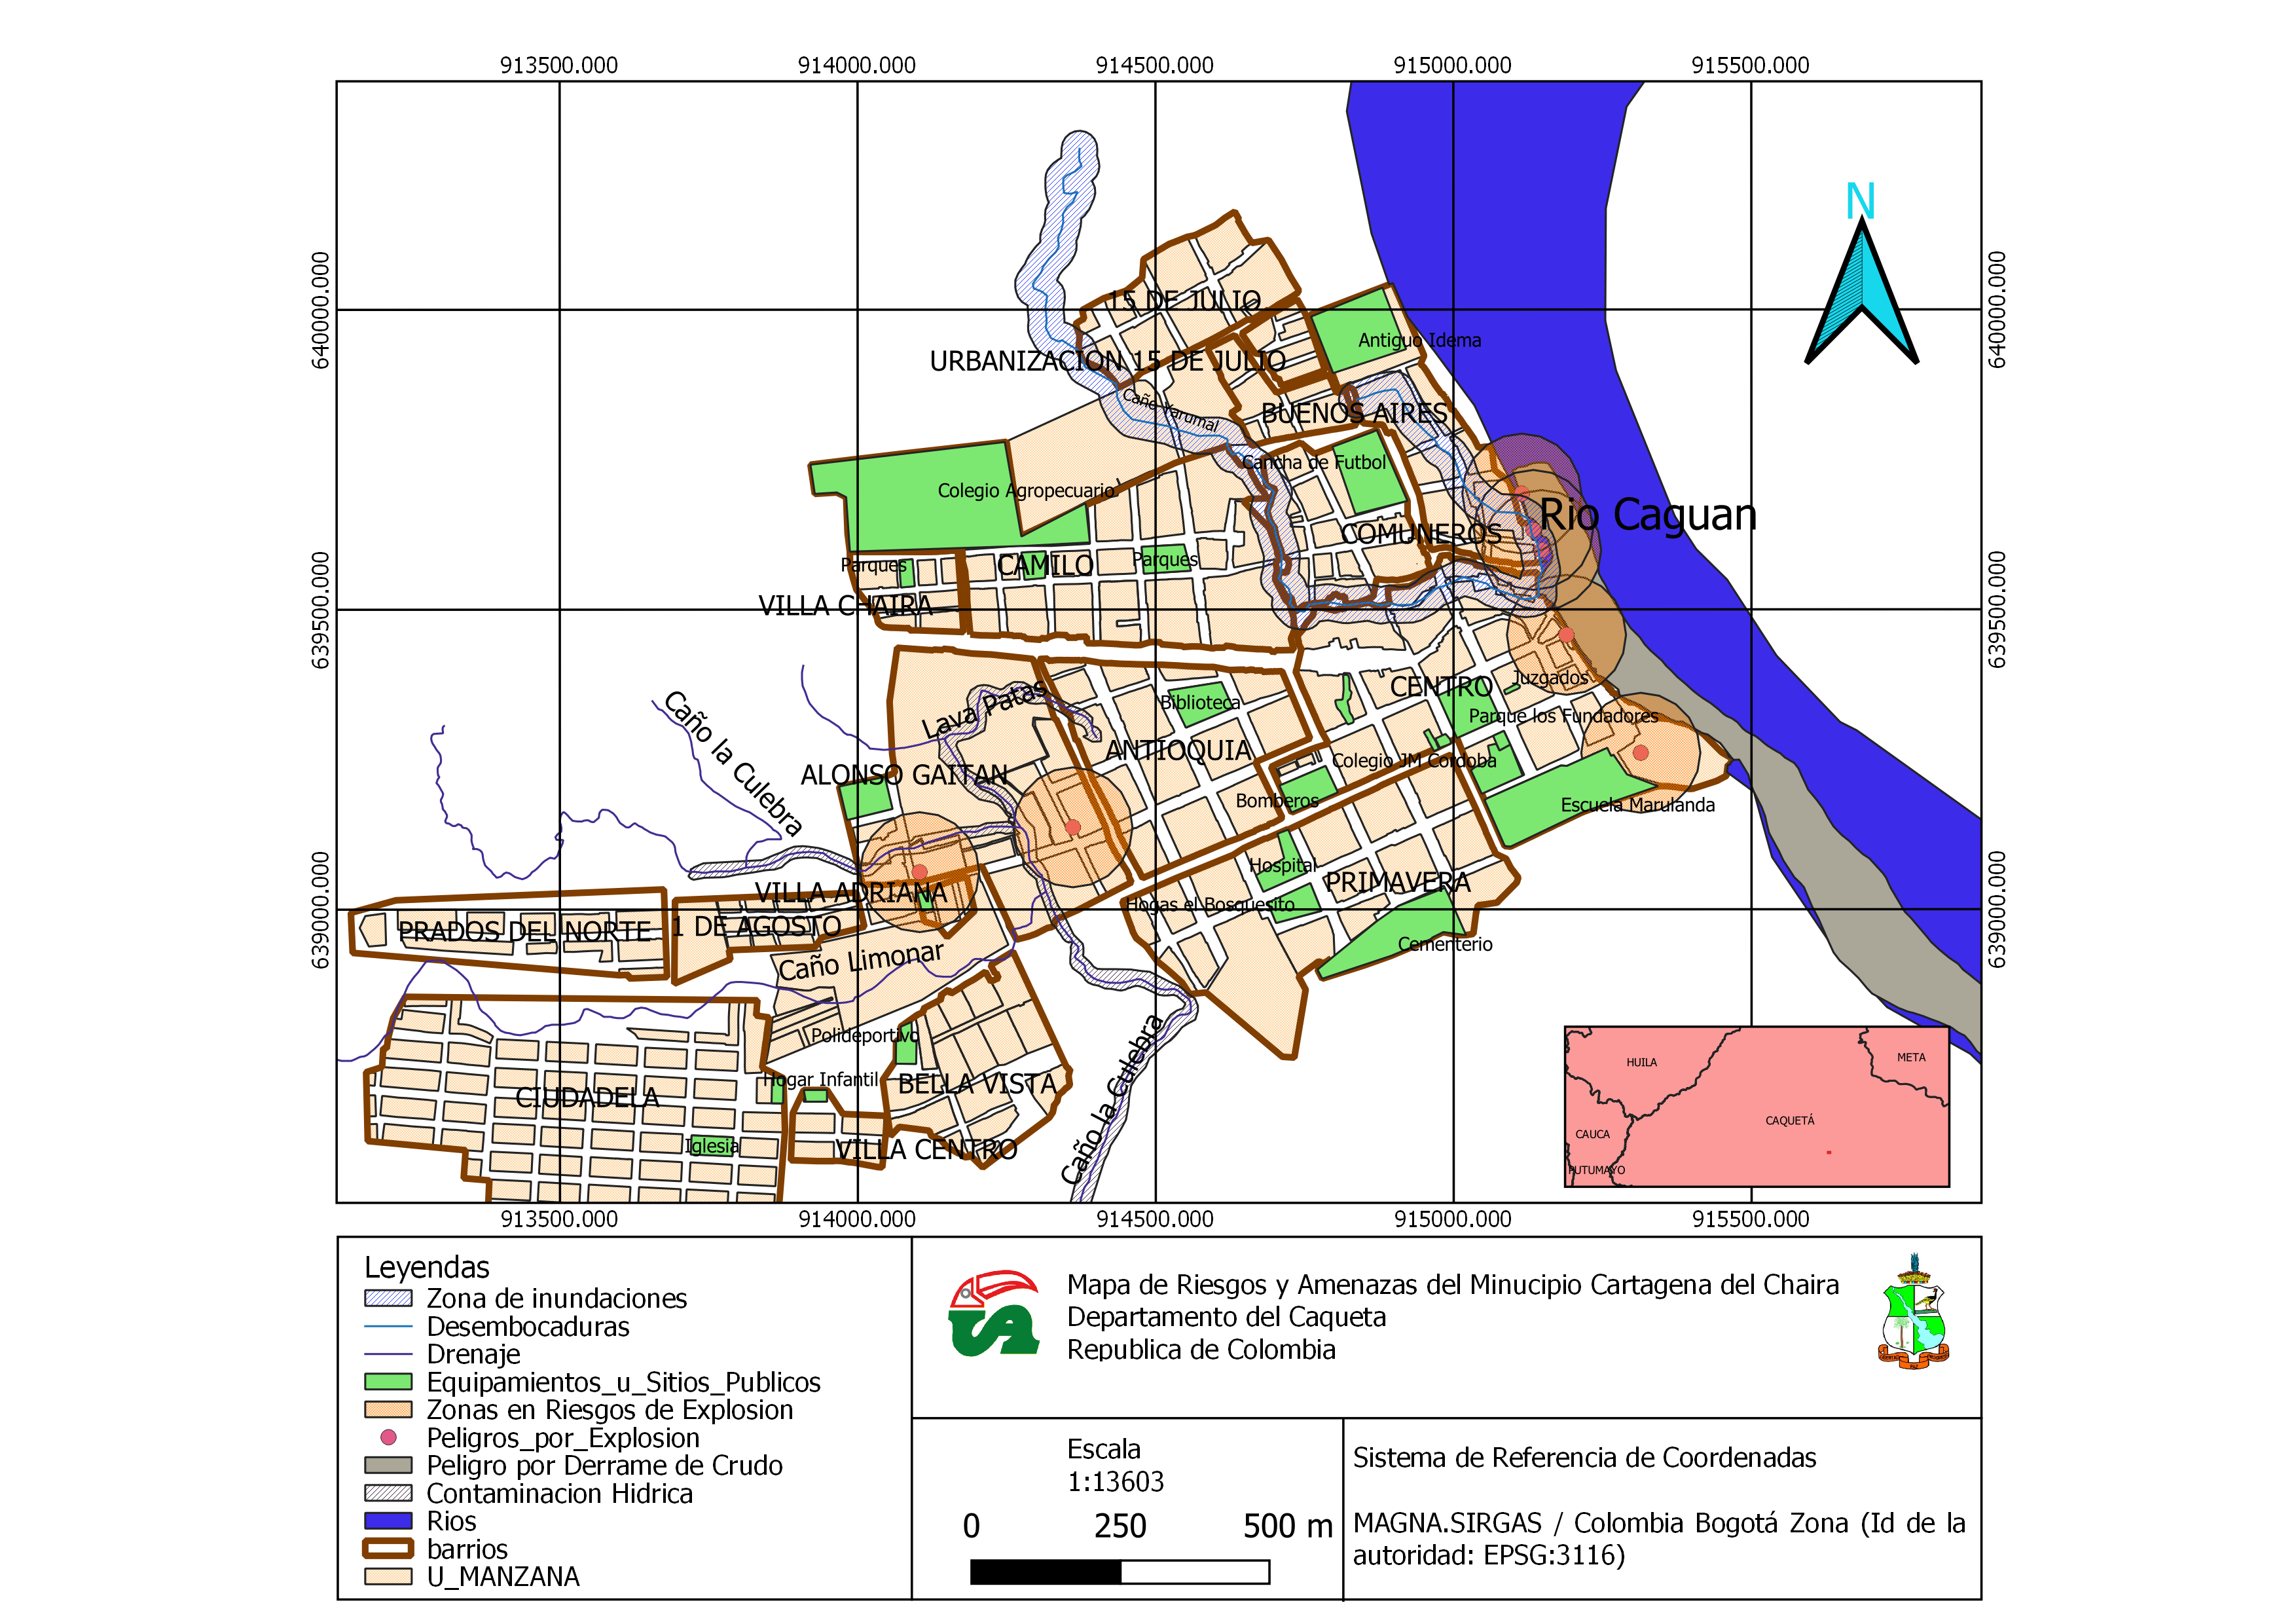 913500.000
914000.000
914500.000
915000.000
915500.000
640000.000
640000.000
639500.000
639500.000
639000.000
639000.000
N
15 DE JULIO
Antiguo Idema
URBANIZACION 15 DE JULIO
Caño Yarumal
BUENOS AIRES
Cancha de Futbol
Colegio Agropecuario
Rio Caguan
COMUNEROS
Parques
CAMILO
Parques
VILLA CHAIRA
Caño la Culebra
Lava Patas
Biblioteca
CENTRO
Juzgados
Parque los Fundadores
ANTIOQUIA
Colegio JM Cordoba
ALONSO GAITAN
Bomberos
Escuela Marulanda
Hospital
PRIMAVERA
VILLA ADRIANA
Hogas el Bosquesito
PRADOS DEL NORTE
1 DE AGOSTO
Cementerio
Caño Limonar
Polideportivo
Hogar Infantil
BELLA VISTA
CIUDADELA
Caño la Culebra
Iglesia
VILLA CENTRO
HUILA
META
CAQUETÁ
CAUCA
PUTUMAYO
913500.000
914000.000
914500.000
915000.000
915500.000
Leyendas
Zona de inundaciones
Desembocaduras
Drenaje
Equipamientos_u_Sitios_Publicos
Zonas en Riesgos de Explosion
Peligros_por_Explosion
Peligro por Derrame de Crudo
Contaminacion Hidrica
Rios
barrios
U_MANZANA
Mapa de Riesgos y Amenazas del Minucipio Cartagena del Chaira
Departamento del Caqueta
Republica de Colombia
Escala
1:13603
0 250 500 m
Sistema de Referencia de Coordenadas
MAGNA.SIRGAS / Colombia Bogotá Zona (Id de la
autoridad: EPSG:3116)